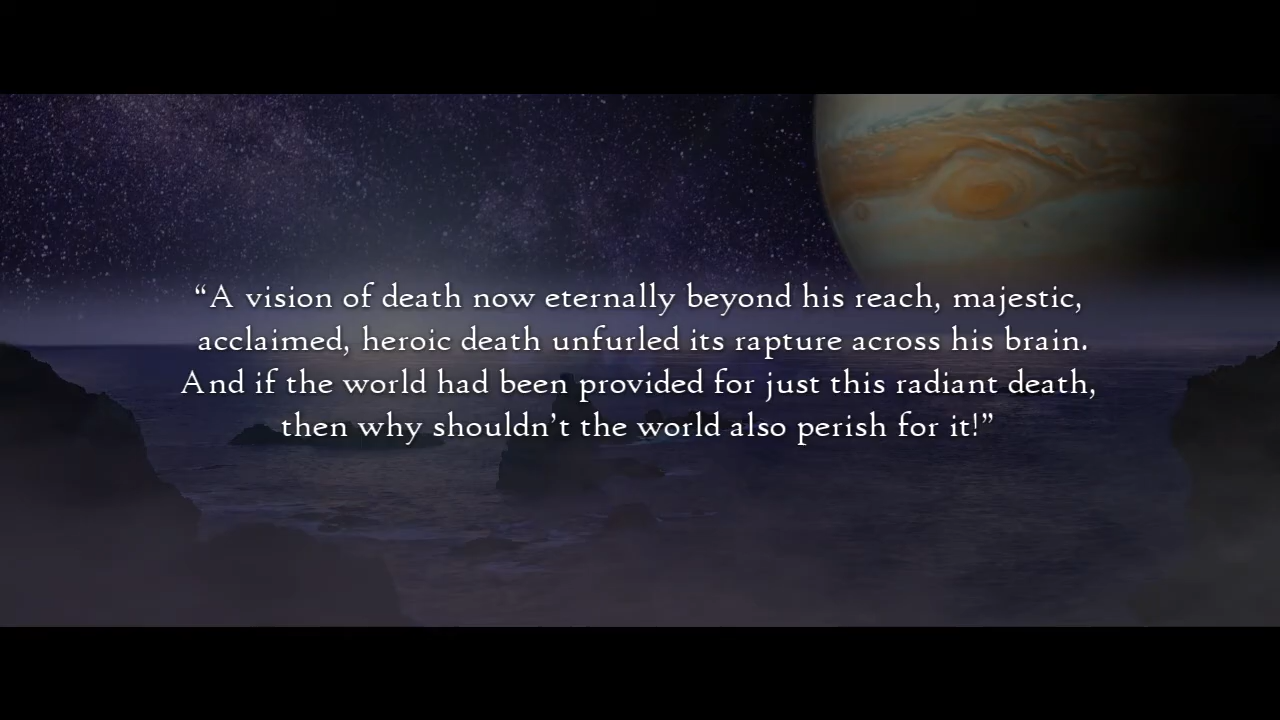 “A vision of death now eternally beyond his reach, majestic,
acclaimed, heroic death unfurled its rapture across his brain.
And if the world had been provided for just this radiant death,
then why shouldn’t the world also perish for it!”